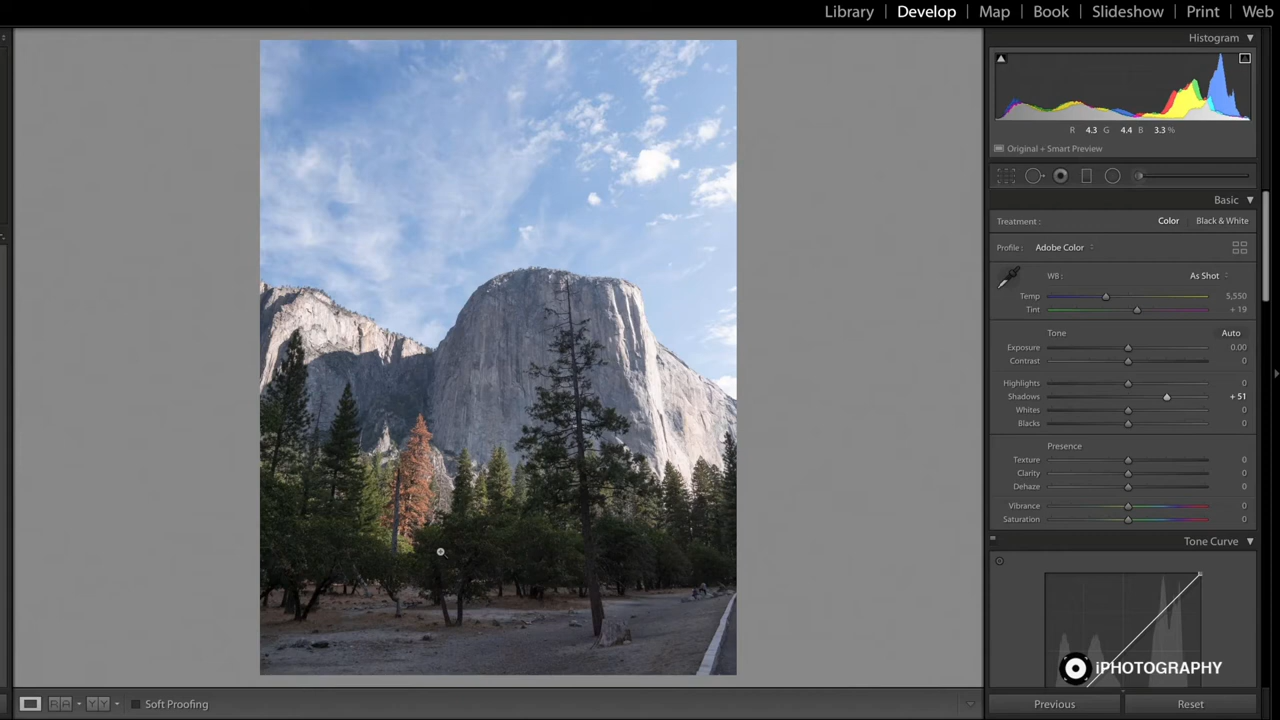 Library | Develop | Map | Book | Slideshow | Print | Web
Histogram
R 4.3 G 4.4 B 3.3 %
Original + Smart Preview
Basic
Treatment : Color Black & White
Profile : Adobe Color
WB : As Shot
Temp 5,550
Tint + 19
Tone Auto
Exposure 0.00
Contrast 0
Highlights 0
Shadows + 51
Whites 0
Blacks 0
Presence
Texture 0
Clarity 0
Dehaze 0
Vibrance 0
Saturation 0
Tone Curve
iPHOTOGRAPHY
R A Y Y Soft Proofing
Previous Reset